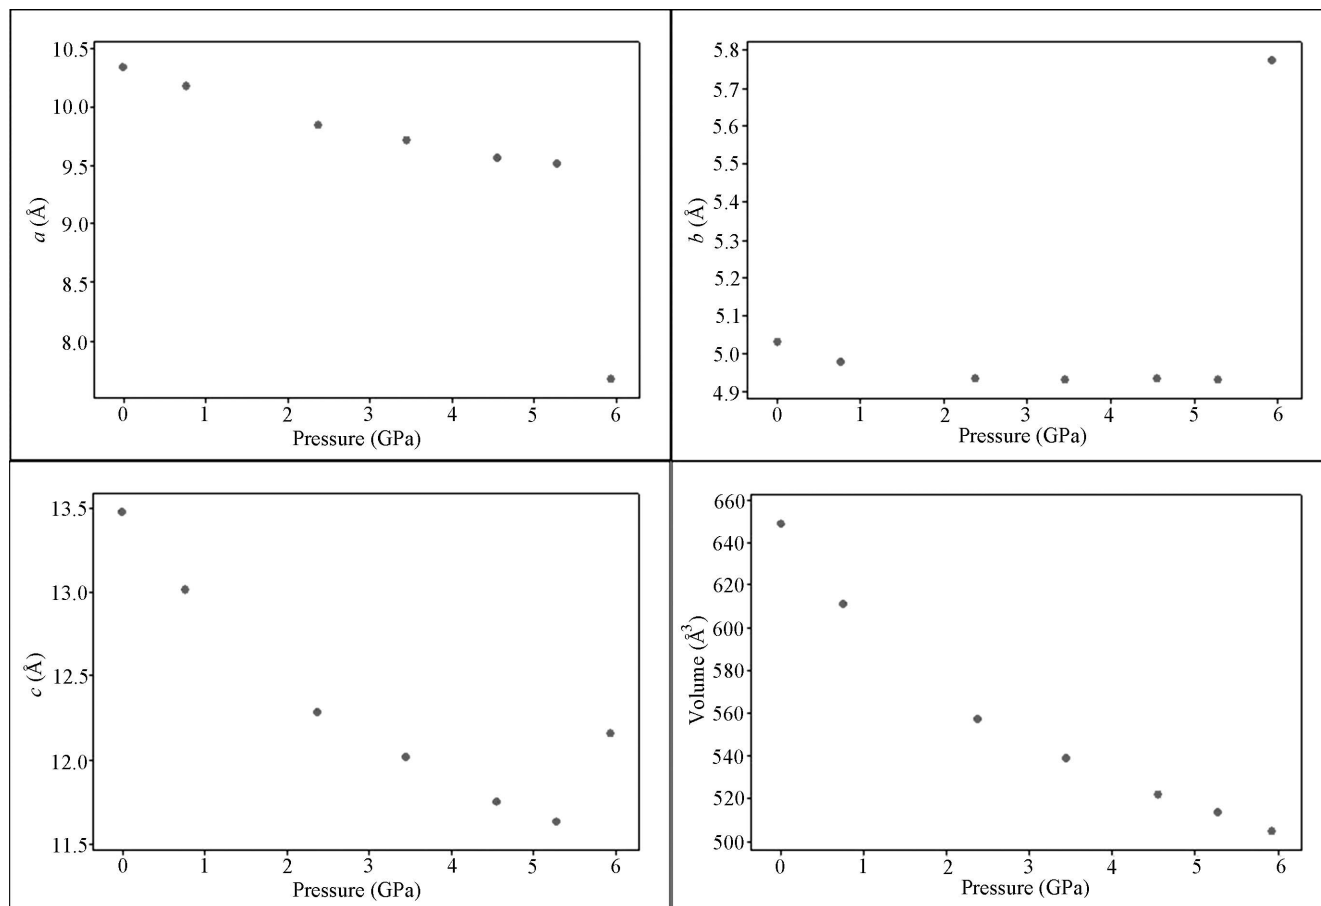 10.5
10.0
9.5
9.0
8.5
8.0
a (Å)
0 1 2 3 4 5 6
Pressure (GPa)
5.8
5.7
5.6
5.5
5.4
5.3
5.2
5.1
5.0
4.9
b (Å)
0 1 2 3 4 5 6
Pressure (GPa)
13.5
13.0
12.5
12.0
11.5
c (Å)
0 1 2 3 4 5 6
Pressure (GPa)
660
640
620
600
580
560
540
520
500
Volume (Å³)
0 1 2 3 4 5 6
Pressure (GPa)